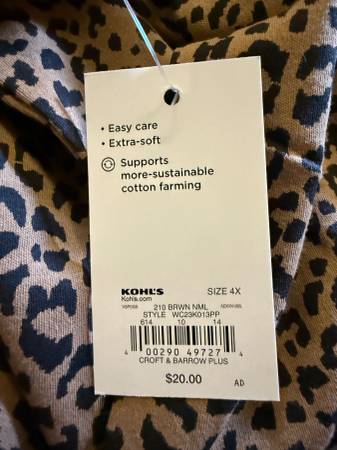 • Easy care
• Extra-soft
Supports
more-sustainable
cotton farming
KOHL'S SIZE 4X
Kohls.com
210 BRWN NML
STYLE WC23K013PP
614 10 14
4 00290 49727 4
CROFT & BARROW PLUS
$20.00 AD